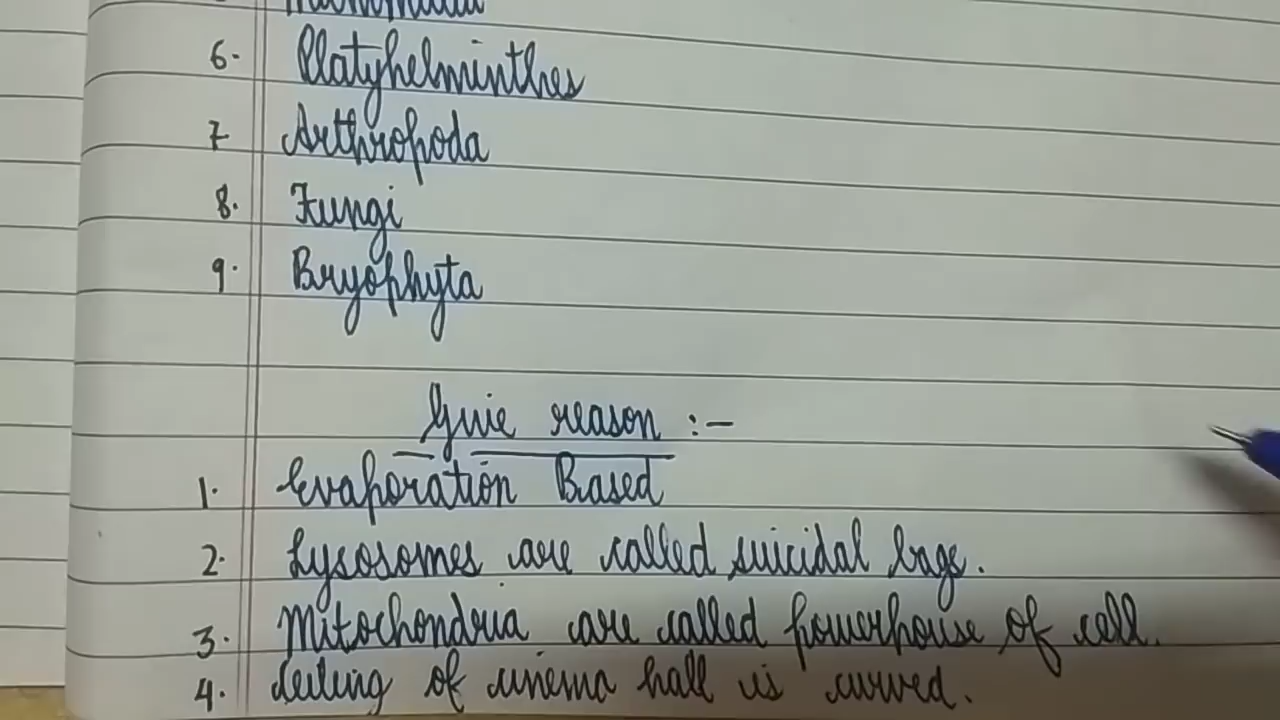 6. Platyhelminthes
7 Arthropoda
8. Fungi
9. Bryophyta
Give reason :-
1. Evaporation Based
2. Lysosomes are called suicidal bags.
3. Mitochondria are called powerhouse of cell.
4. Ceiling of cinema hall is curved.